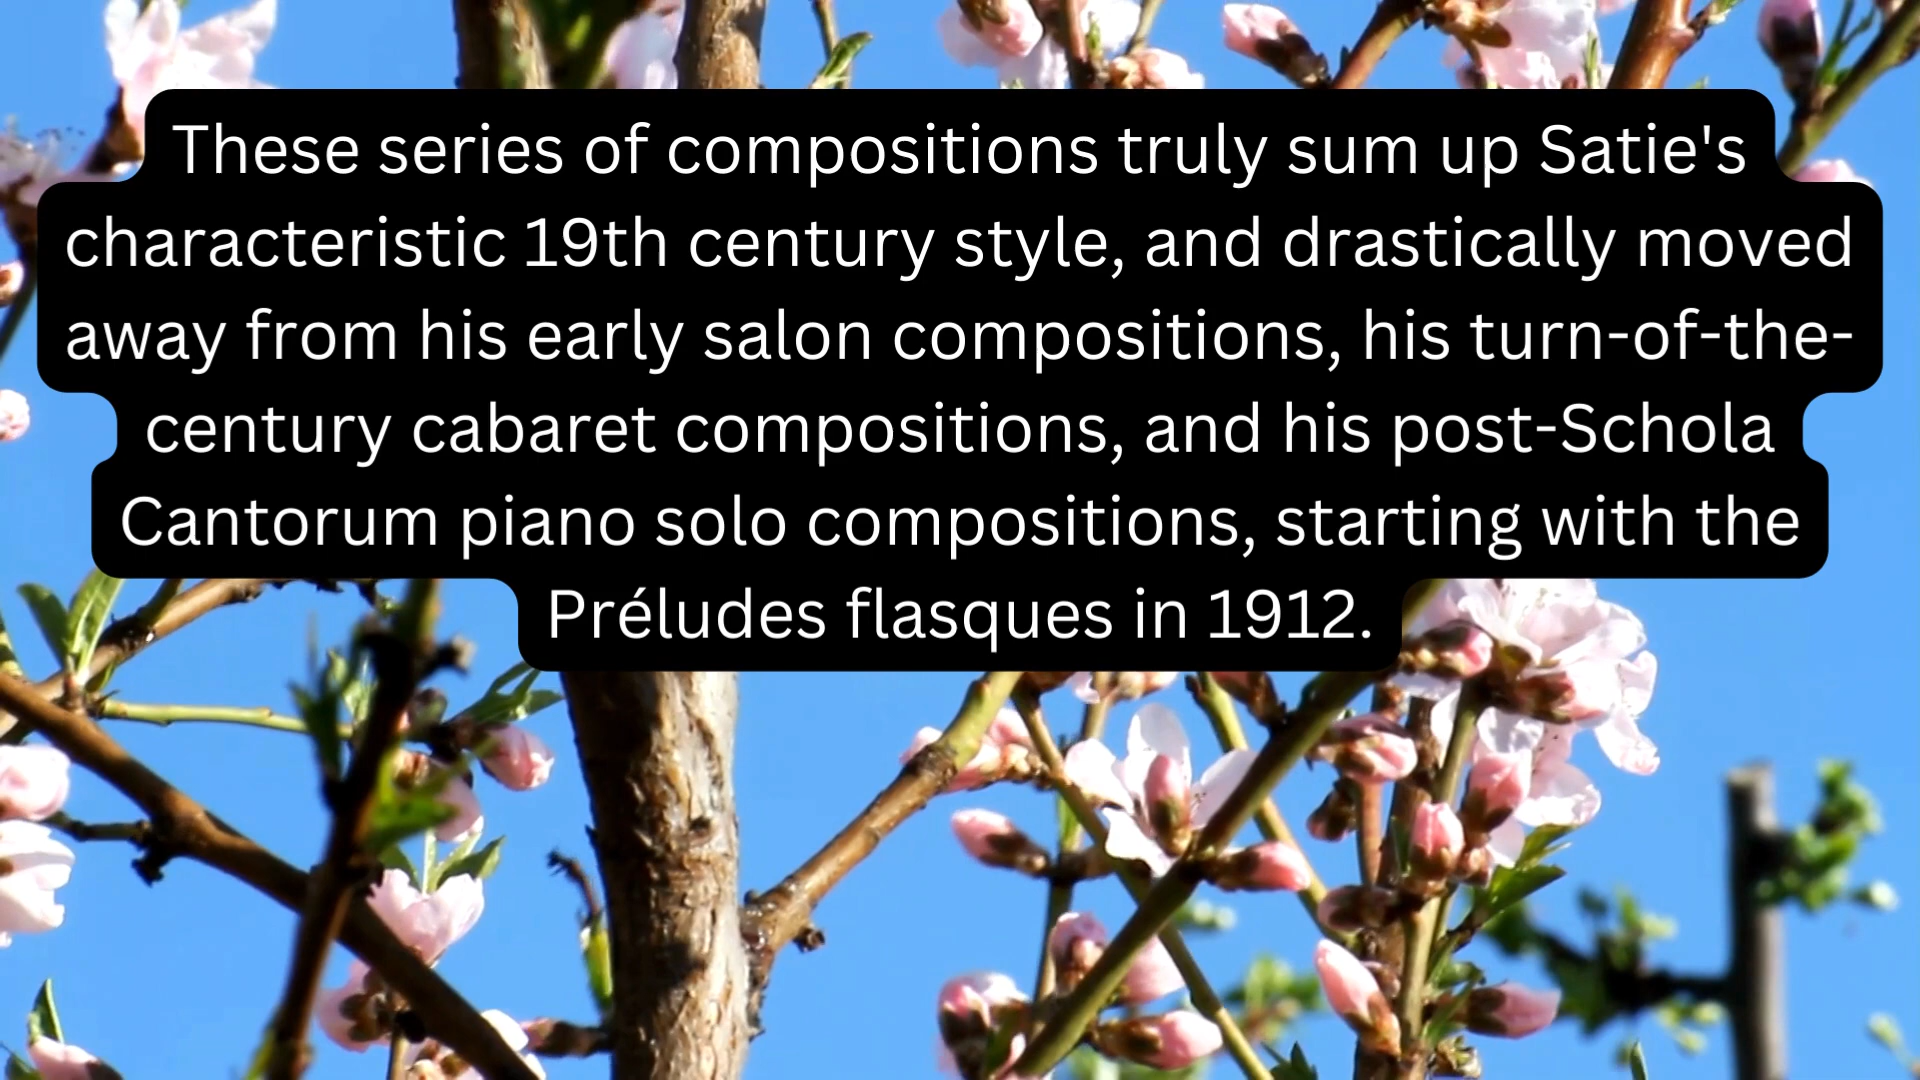 These series of compositions truly sum up Satie's
characteristic 19th century style, and drastically moved
away from his early salon compositions, his turn-of-the-
century cabaret compositions, and his post-Schola
Cantorum piano solo compositions, starting with the
Préludes flasques in 1912.